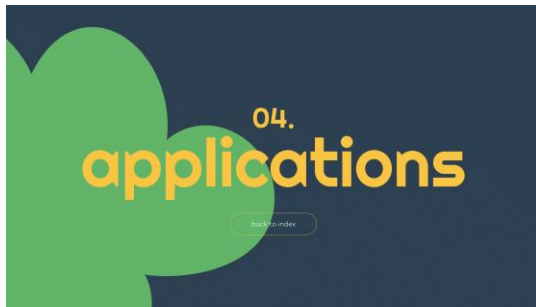 04.
applications
back to index